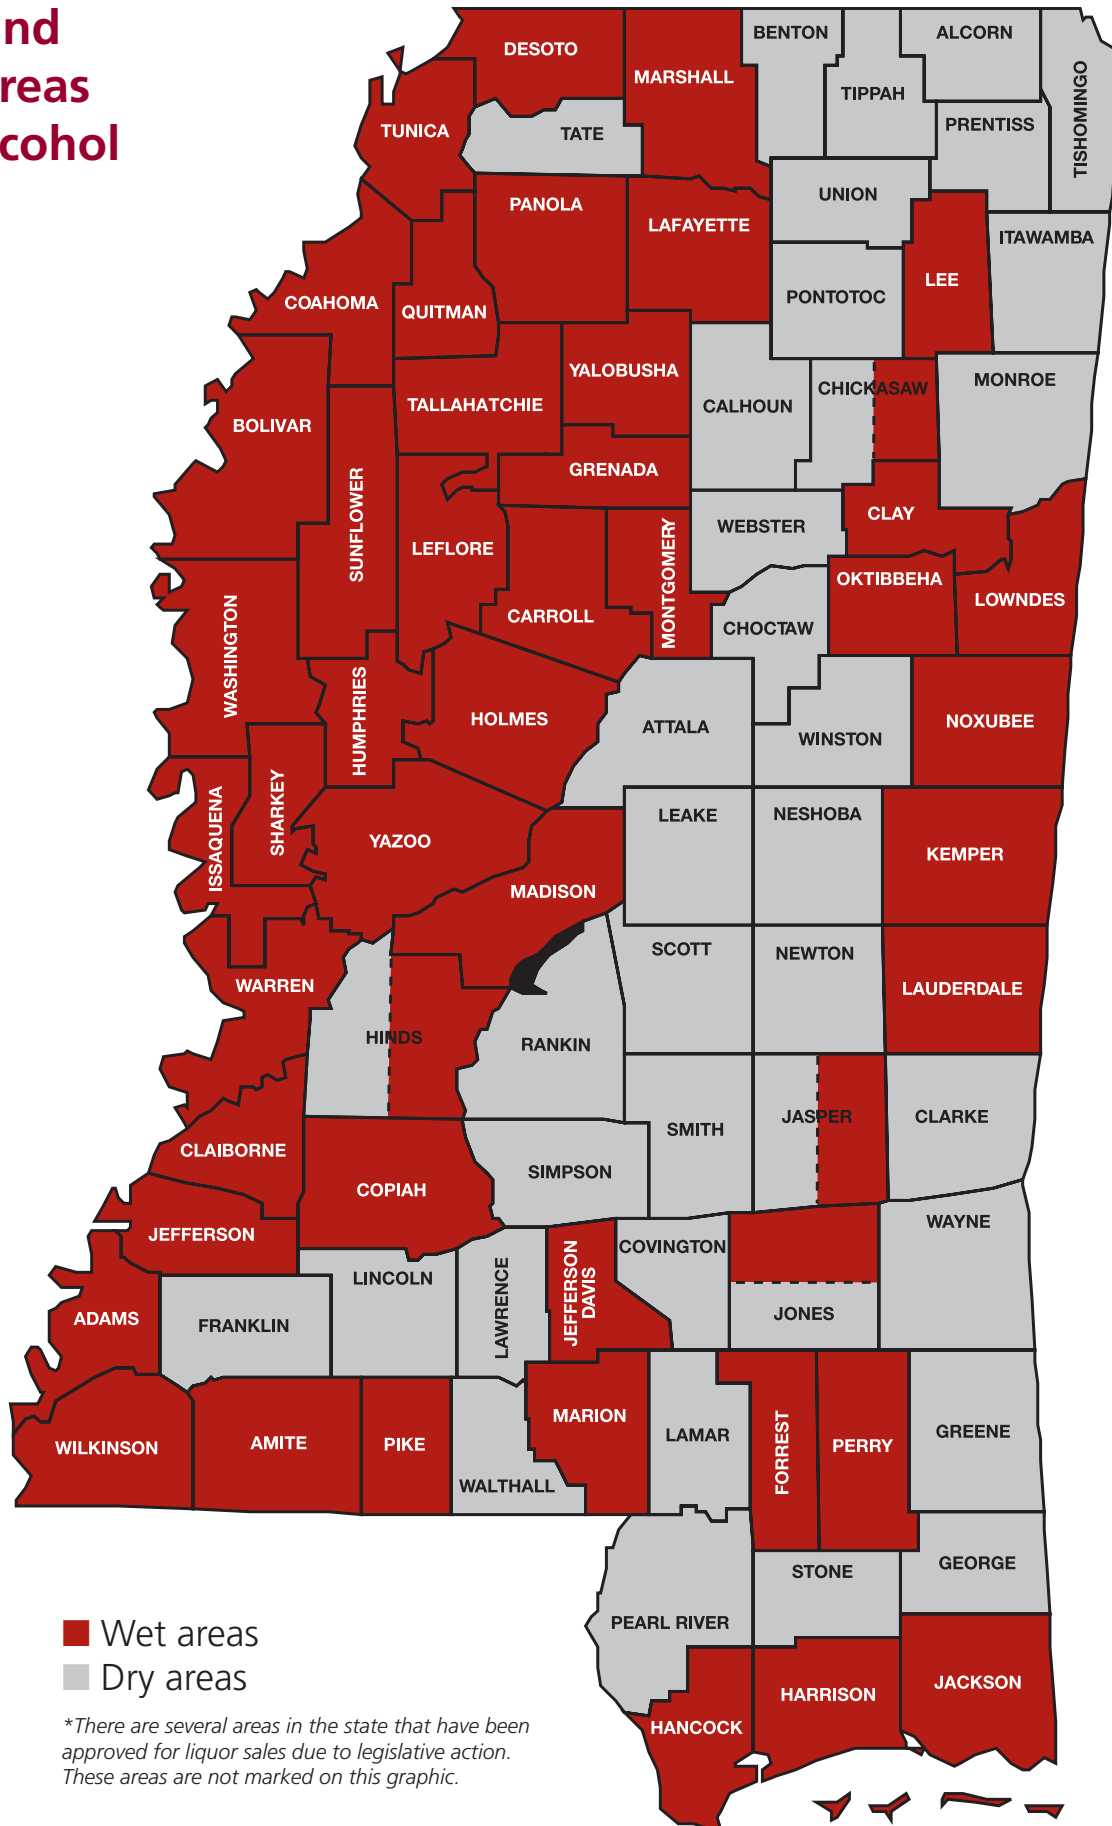 nd
reas
cohol
DESOTO
BENTON
ALCORN
MARSHALL
TIPPAH
TISHOMINGO
TUNICA
TATE
PRENTISS
UNION
PANOLA
LAFAYETTE
ITAWAMBA
LEE
PONTOTOC
COAHOMA
QUITMAN
YALOBUSHA
MONROE
CHICKASAW
TALLAHATCHIE
CALHOUN
BOLIVAR
GRENADA
SUNFLOWER
CLAY
WEBSTER
LEFLORE
MONTGOMERY
OKTIBBEHA
LOWNDES
CARROLL
CHOCTAW
WASHINGTON
HUMPHRIES
HOLMES
ATTALA
NOXUBEE
WINSTON
SHARKEY
LEAKE
NESHOBA
ISSAQUENA
YAZOO
KEMPER
MADISON
SCOTT
NEWTON
WARREN
LAUDERDALE
HINDS
RANKIN
JASPER
CLARKE
SMITH
CLAIBORNE
SIMPSON
COPIAH
JEFFERSON
WAYNE
COVINGTON
LINCOLN
LAWRENCE
JEFFERSON
DAVIS
ADAMS
FRANKLIN
JONES
MARION
LAMAR
GREENE
WILKINSON
AMITE
PIKE
FORREST
PERRY
WALTHALL
GEORGE
STONE
PEARL RIVER
JACKSON
HARRISON
HANCOCK
Wet areas
Dry areas
*There are several areas in the state that have been
approved for liquor sales due to legislative action.
These areas are not marked on this graphic.